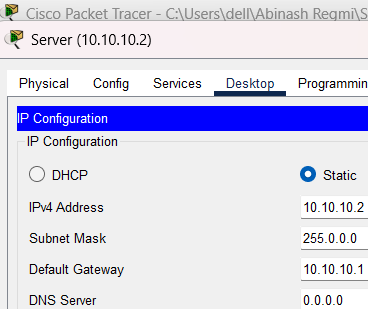 Cisco Packet Tracer - C:\Users\dell\Abinash Regmi\S
Server (10.10.10.2)
Physical Config Services Desktop Programmin
IP Configuration
IP Configuration
DHCP Static
IPv4 Address 10.10.10.2
Subnet Mask 255.0.0.0
Default Gateway 10.10.10.1
DNS Server 0.0.0.0